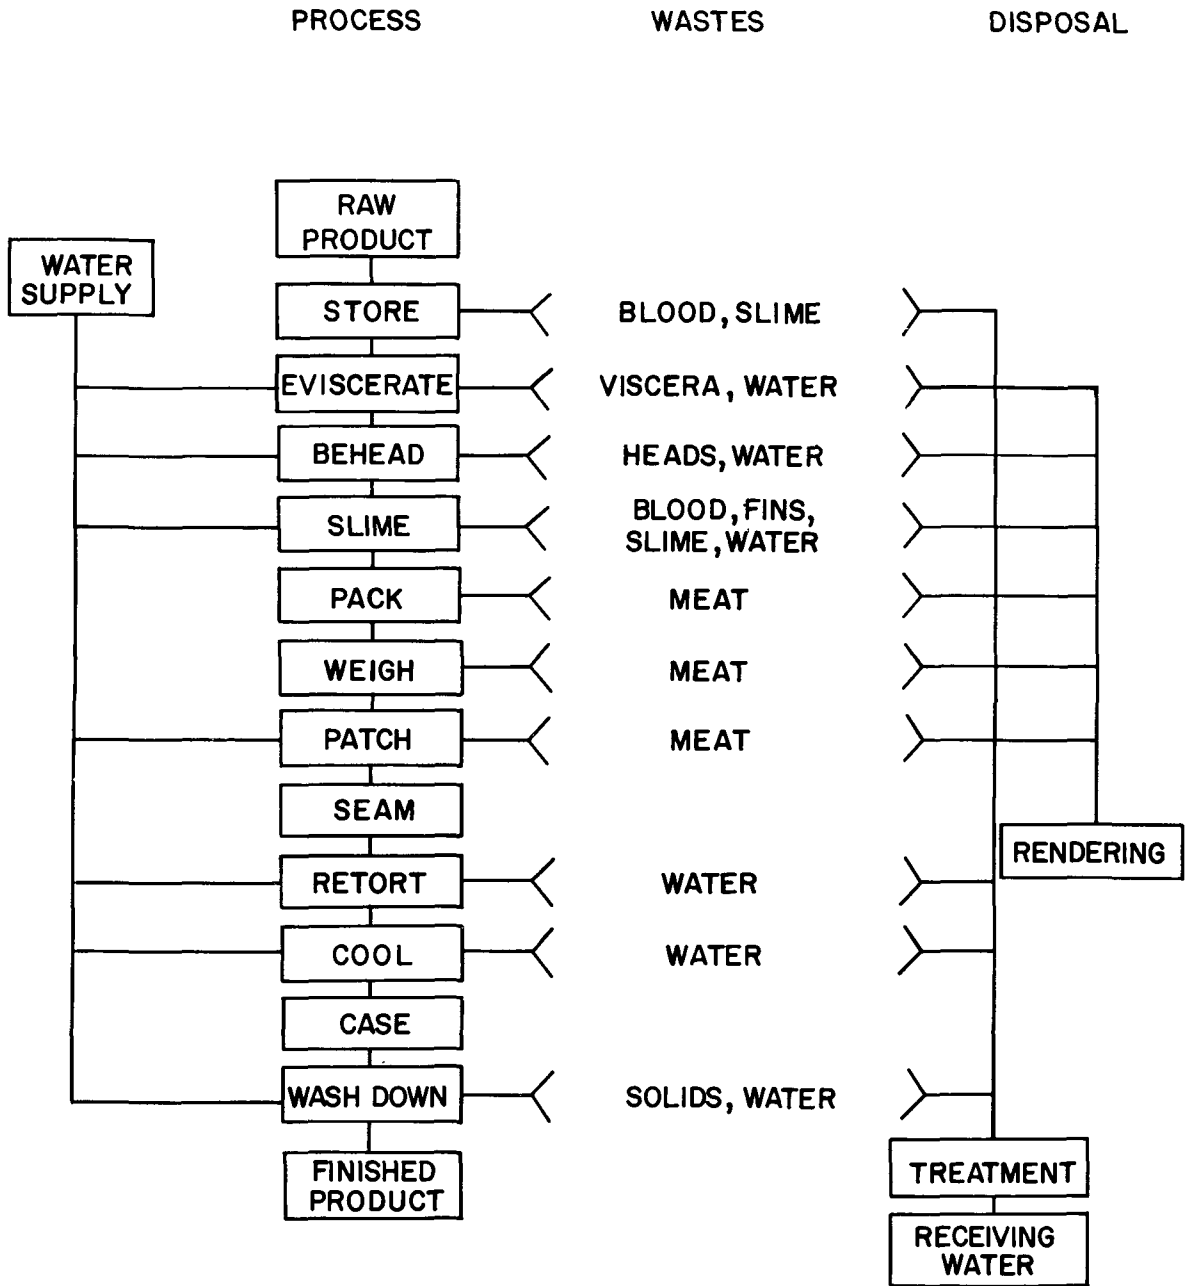 PROCESS
WASTES
DISPOSAL
RAW
PRODUCT
WATER
SUPPLY
STORE
BLOOD, SLIME
EVISCERATE
VISCERA, WATER
BEHEAD
HEADS, WATER
SLIME
BLOOD, FINS,
SLIME, WATER
PACK
MEAT
WEIGH
MEAT
PATCH
MEAT
SEAM
RENDERING
RETORT
WATER
COOL
WATER
CASE
WASH DOWN
SOLIDS, WATER
FINISHED
PRODUCT
TREATMENT
RECEIVING
WATER